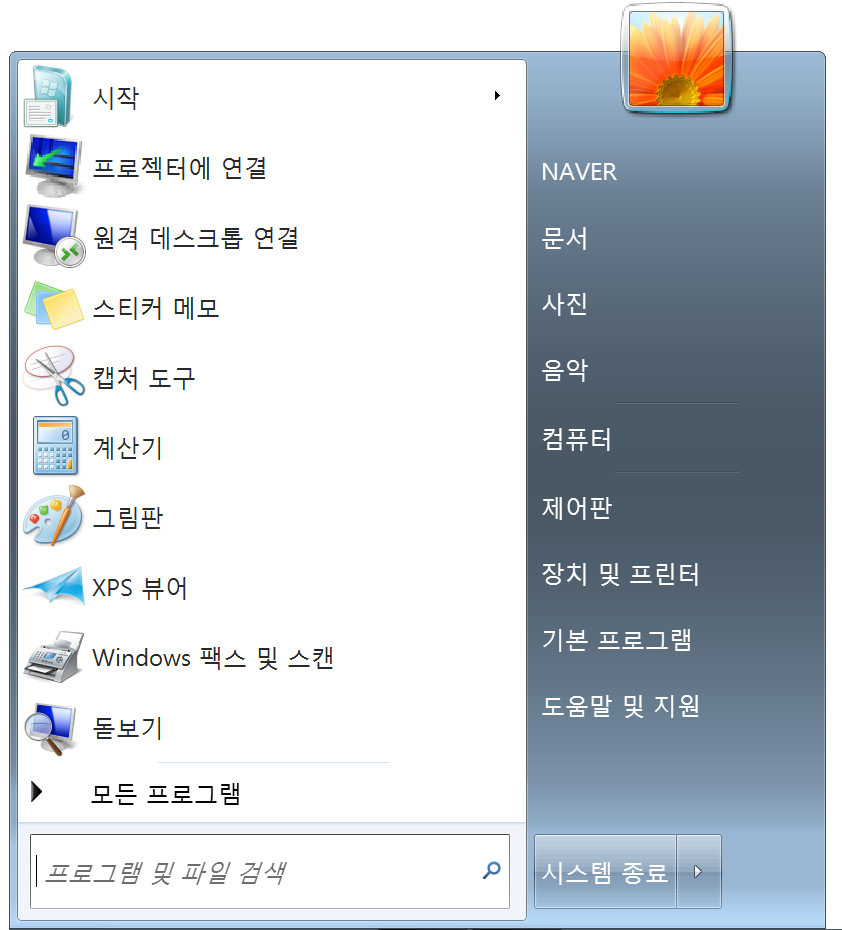 시작
프로젝터에 연결
원격 데스크톱 연결
스티커 메모
캡처 도구
계산기
그림판
XPS 뷰어
Windows 팩스 및 스캔
돋보기
모든 프로그램
프로그램 및 파일 검색
NAVER
문서
사진
음악
컴퓨터
제어판
장치 및 프린터
기본 프로그램
도움말 및 지원
시스템 종료